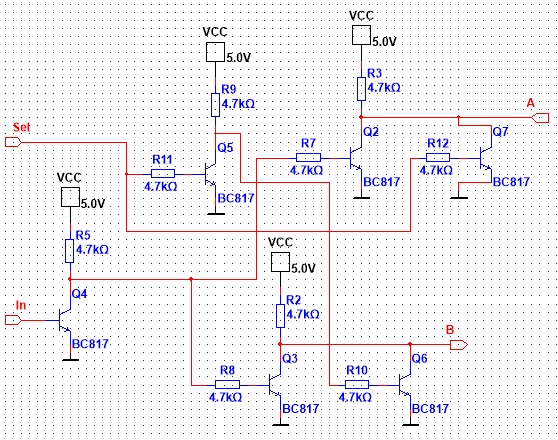 VCC
5.0V
VCC
5.0V
R3
4.7kΩ
A
R9
4.7kΩ
Sel
Q5
R7
4.7kΩ
Q2
R12
4.7kΩ
Q7
R11
4.7kΩ
BC817
BC817
BC817
VCC
5.0V
R5
4.7kΩ
VCC
5.0V
In
Q4
BC817
R2
4.7kΩ
B
R8
4.7kΩ
Q3
R10
4.7kΩ
Q6
BC817
BC817